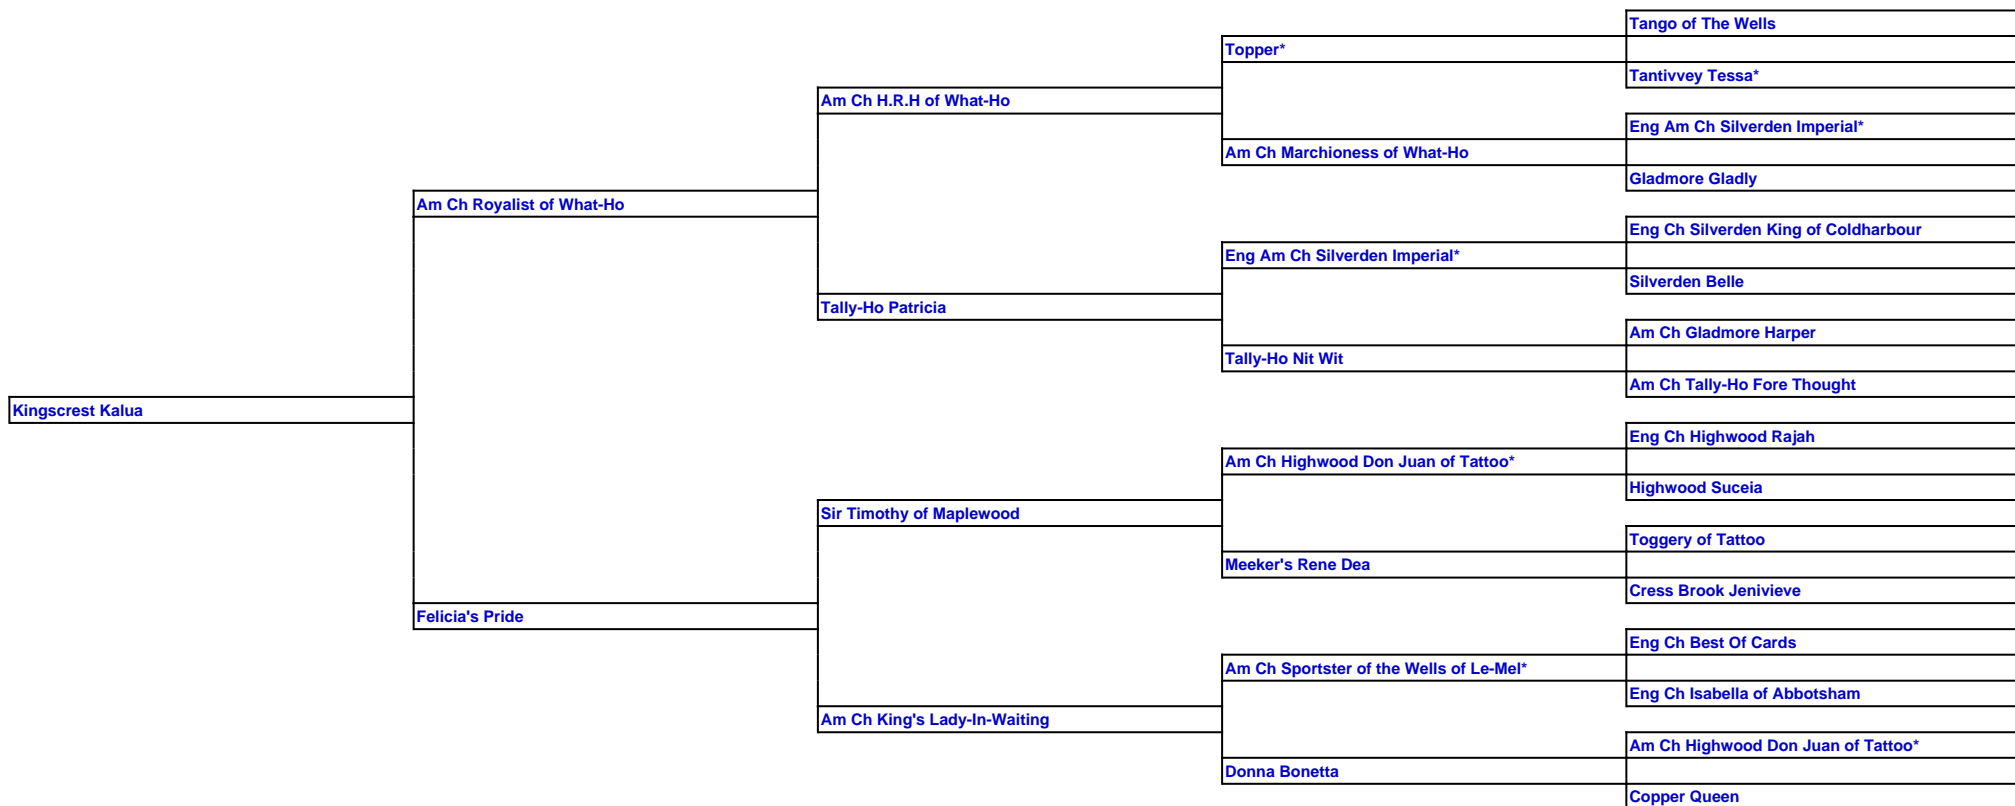 Tango of The Wells
Topper*
Tantivvey Tessa*
Am Ch H.R.H of What-Ho
Eng Am Ch Silverden Imperial*
Am Ch Marchioness of What-Ho
Gladmore Gladly
Am Ch Royalist of What-Ho
Eng Ch Silverden King of Coldharbour
Eng Am Ch Silverden Imperial*
Silverden Belle
Tally-Ho Patricia
Am Ch Gladmore Harper
Tally-Ho Nit Wit
Am Ch Tally-Ho Fore Thought
Kingscrest Kalua
Eng Ch Highwood Rajah
Am Ch Highwood Don Juan of Tattoo*
Highwood Suceia
Sir Timothy of Maplewood
Toggery of Tattoo
Meeker's Rene Dea
Cress Brook Jenivieve
Felicia's Pride
Eng Ch Best Of Cards
Am Ch Sportster of the Wells of Le-Mel*
Eng Ch Isabella of Abbotsham
Am Ch King's Lady-In-Waiting
Am Ch Highwood Don Juan of Tattoo*
Donna Bonetta
Copper Queen